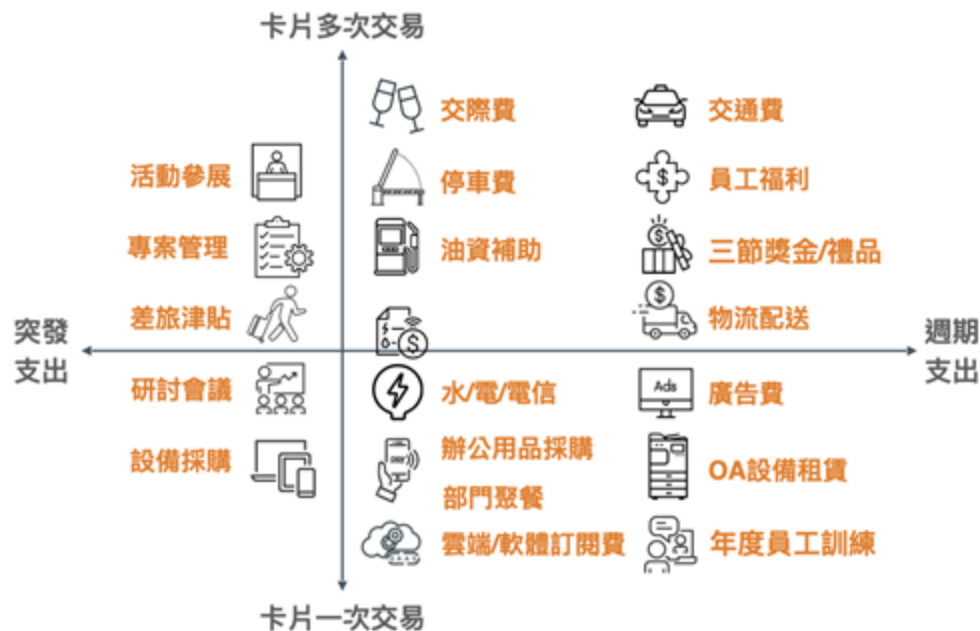 卡片多次交易
交際費
交通費
活動參展
停車費
員工福利
專案管理
油資補助
三節獎金/禮品
差旅津貼
物流配送
突發
支出
週期
支出
研討會議
水/電/電信
Ads
廣告費
設備採購
辦公用品採購
部門聚餐
OA設備租賃
雲端/軟體訂閱費
年度員工訓練
卡片一次交易